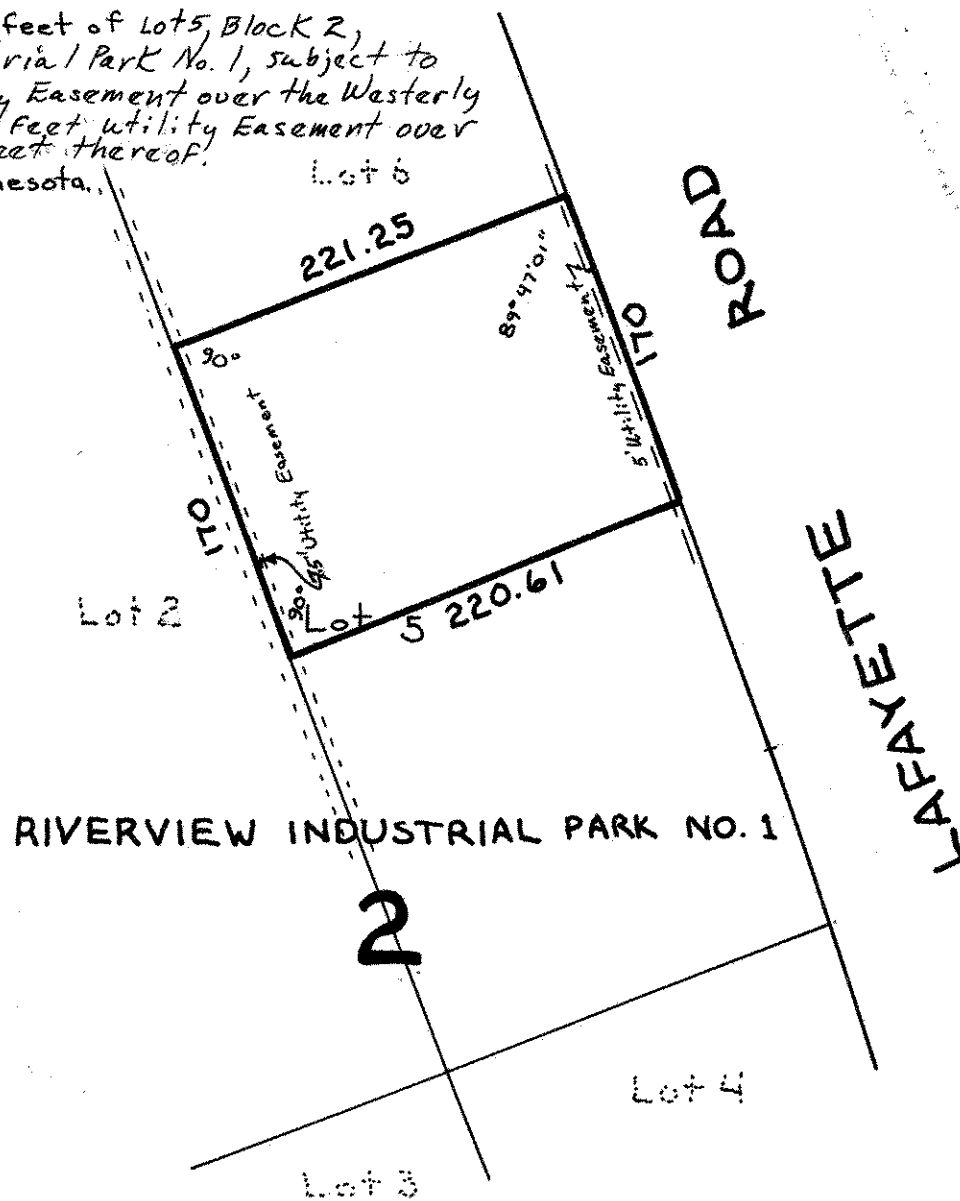 feet of Lot 5, Block 2,
rial Park No. 1, subject to
y Easement over the Westerly
feet utility Easement over
eet thereof.
nesota.
Lot 6
221.25
ROAD
89° 47' 01"
90°
5' Utility Easement
170
Utility Easement
170
90°
Lot 5
220.61
Lot 2
LAFAYETTE
RIVERVIEW INDUSTRIAL PARK NO. 1
2
Lot 4
Lot 3